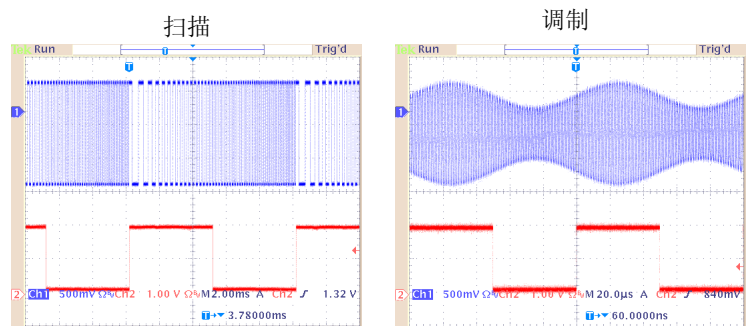 扫描
调制
Run Trig'd
T
T
1
2 Ch1 500mV Ω Ch2 1.00 V Ω M 2.00ms A Ch2 1.32 V
T 3.78000ms
Run Trig'd
T
T
1
2 Ch1 500mV Ω Ch2 1.00 V Ω M 20.0µs A Ch2 840mV
T 60.0000ns